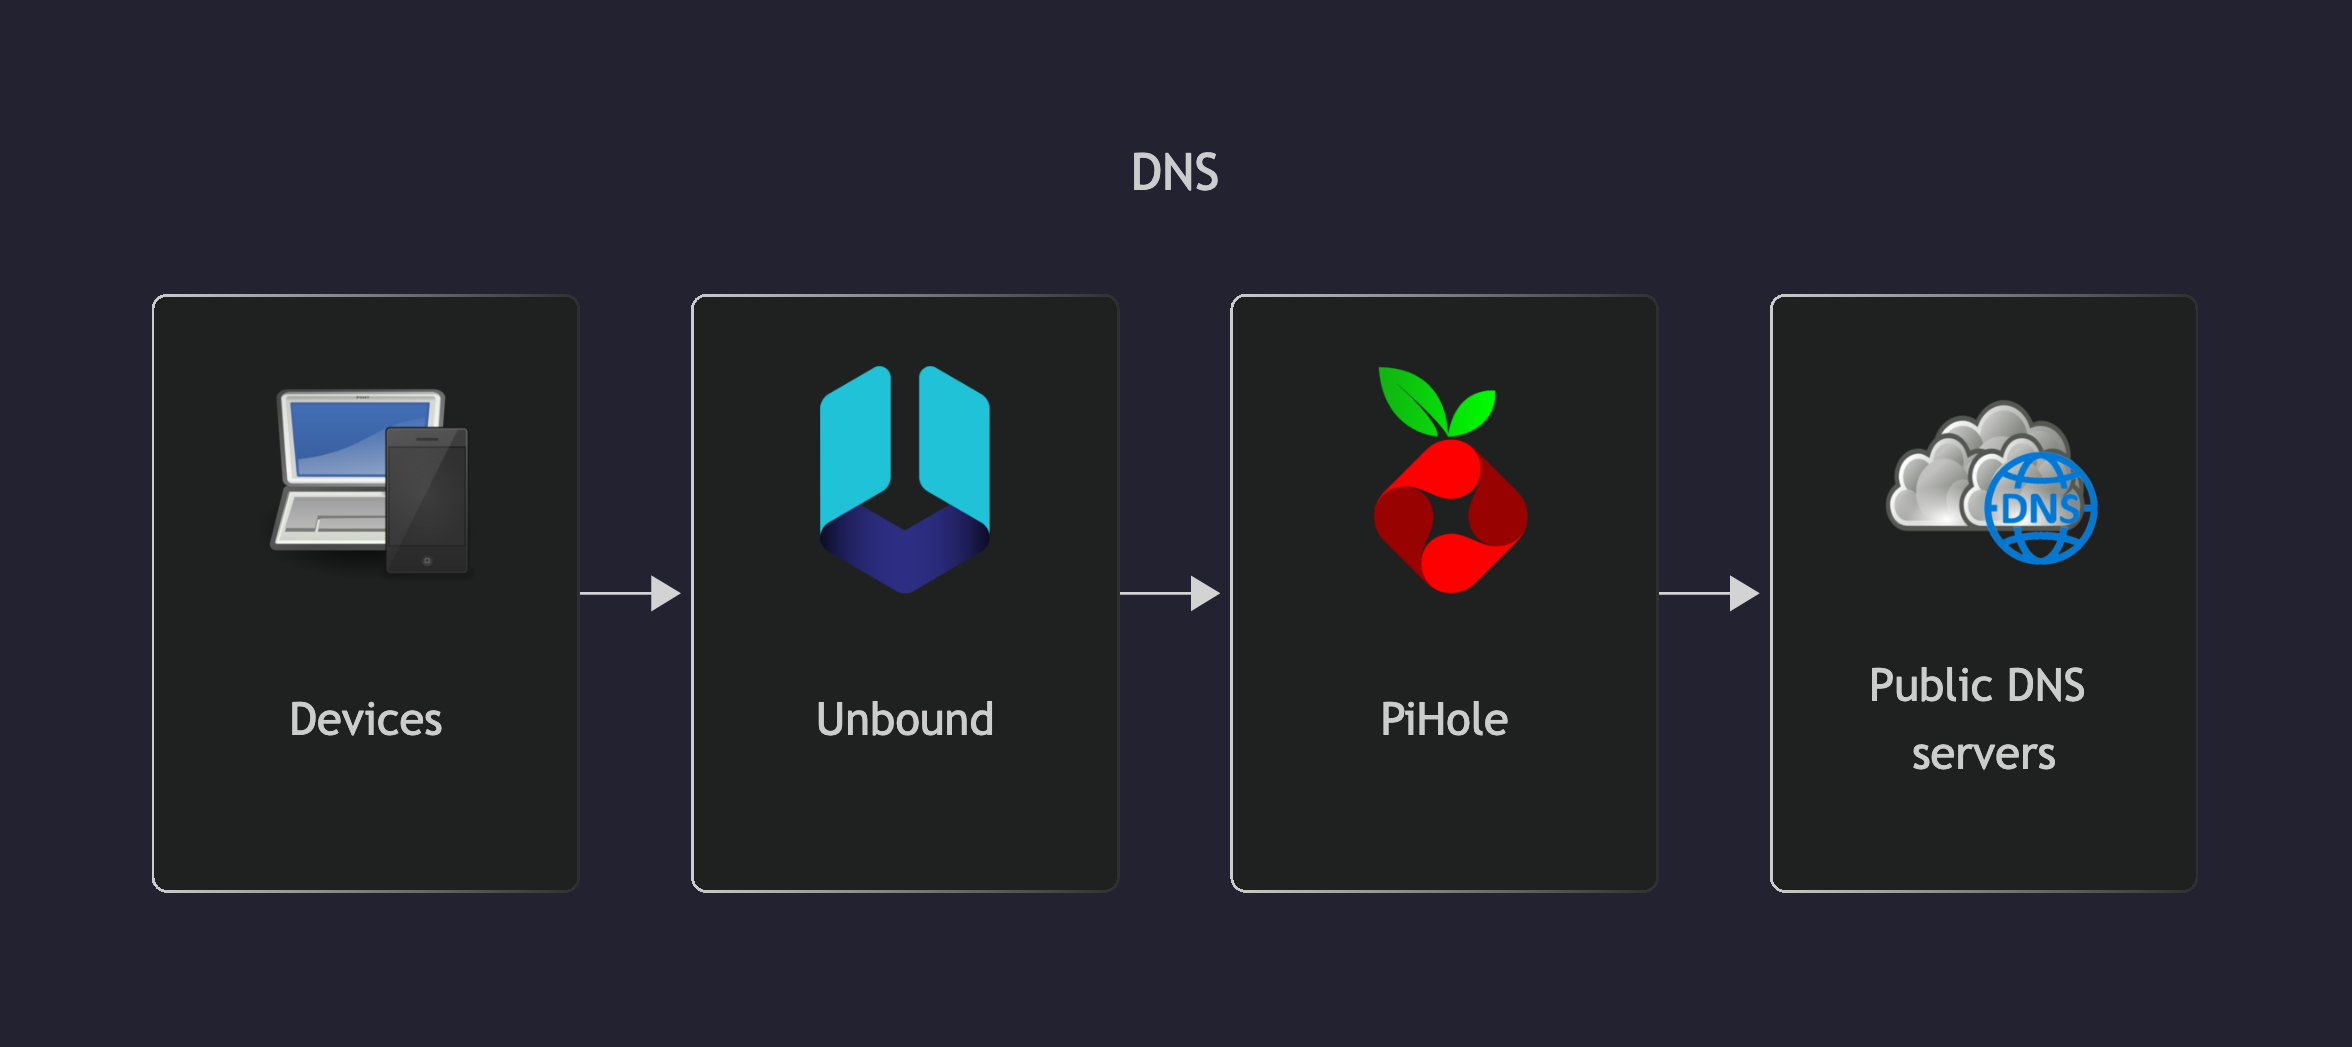 DNS
Devices
Unbound
PiHole
DNS
Public DNS
servers